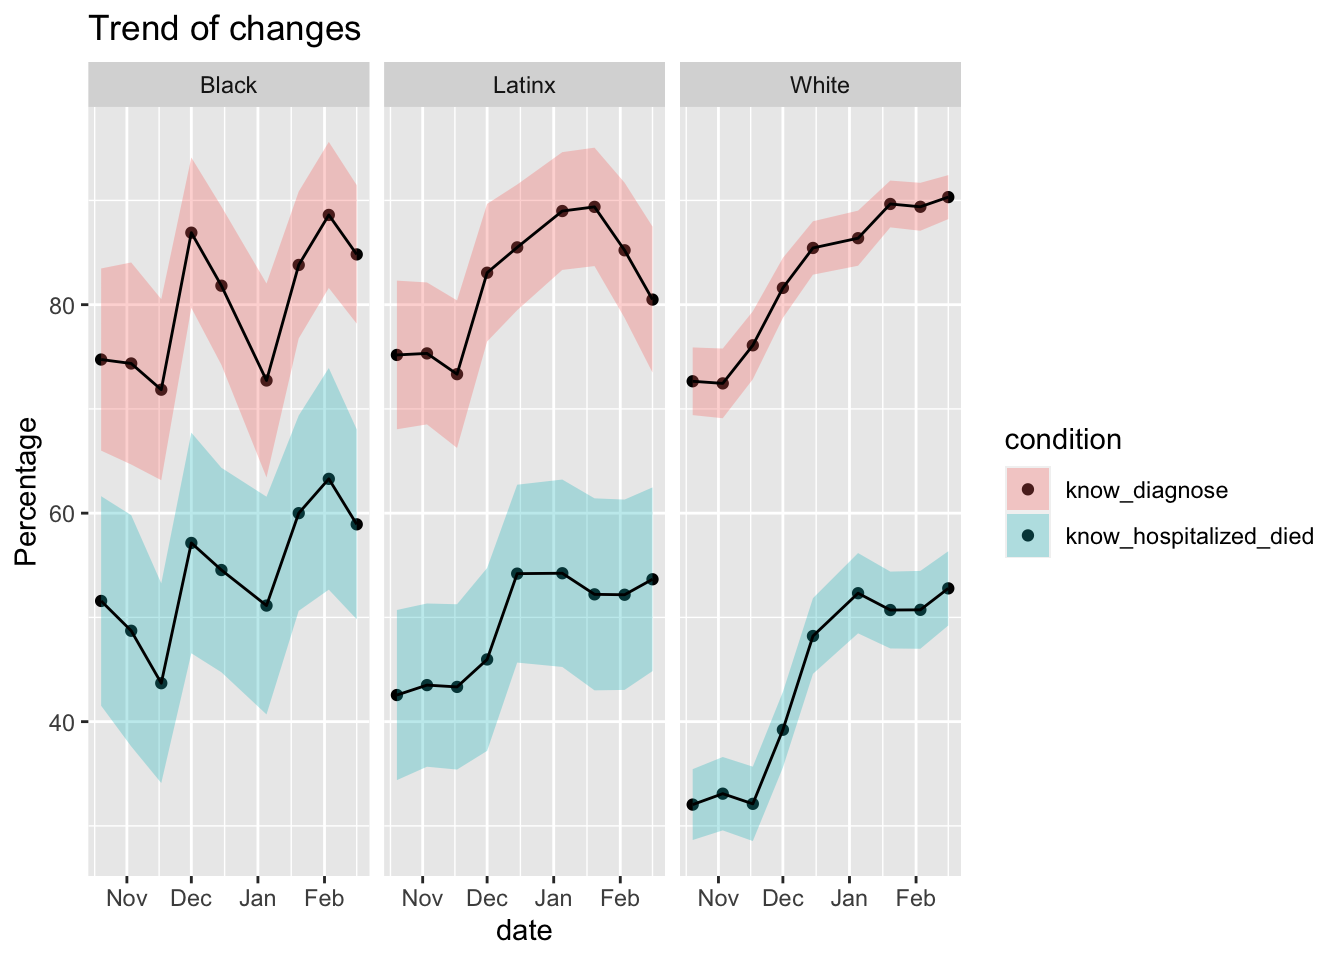 Trend of changes
Black Latinx White
Percentage
80
60
40
Nov Dec Jan Feb Nov Dec Jan Feb Nov Dec Jan Feb
date
condition
know_diagnose
know_hospitalized_died